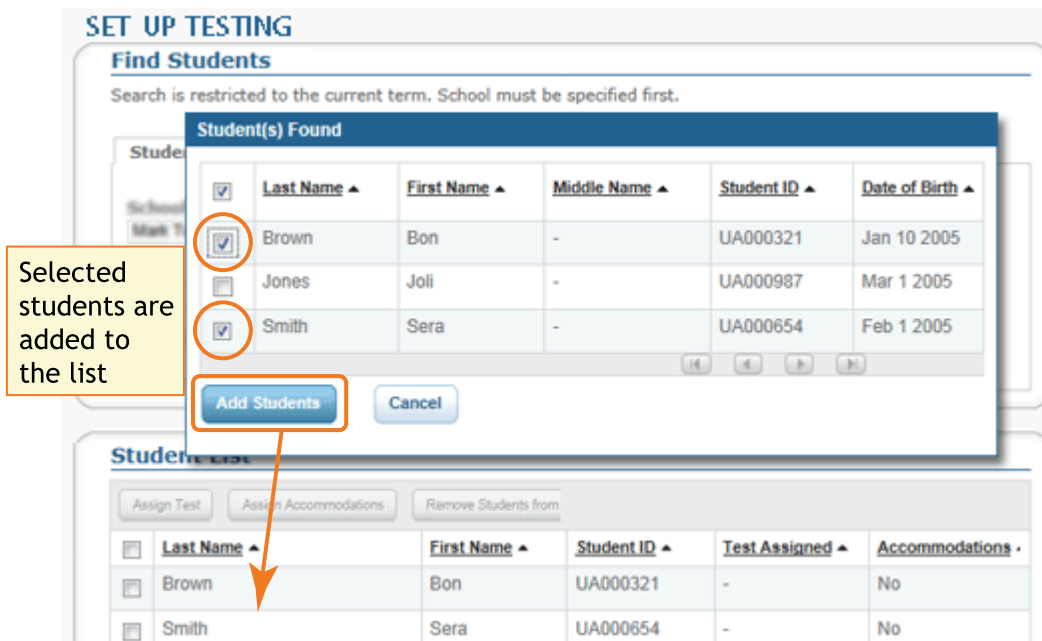 SET UP TESTING
Find Students
Search is restricted to the current term. School must be specified first.
Student(s) Found
Last Name First Name Middle Name Student ID Date of Birth
Brown Bon - UA000321 Jan 10 2005
Jones Joli - UA000987 Mar 1 2005
Smith Sera - UA000654 Feb 1 2005
Add Students Cancel
Selected
students are
added to
the list
Student List
Assign Test Assign Accommodations Remove Students from
Last Name First Name Student ID Test Assigned Accommodations
Brown Bon UA000321 - No
Smith Sera UA000654 - No